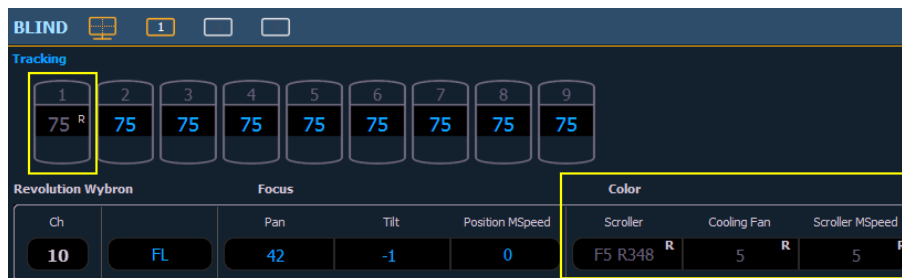 BLIND 1
Tracking
1 2 3 4 5 6 7 8 9
75 R 75 75 75 75 75 75 75 75
Revolution Wybron Focus Color
Ch Pan Tilt Position MSpeed Scroller Cooling Fan Scroller MSpeed
10 FL 42 -1 0 F5 R348 R 5 R 5 R